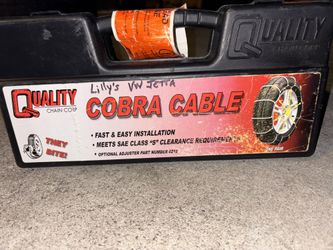 QUALITY
Lilly's VW JETTA
QUALITY
CHAIN CORP
COBRA CABLE
• FAST & EASY INSTALLATION
• MEETS SAE CLASS "S" CLEARANCE REQUIREMENTS
• OPTIONAL ADJUSTER PART NUMBER 0210
THEY
BITE!